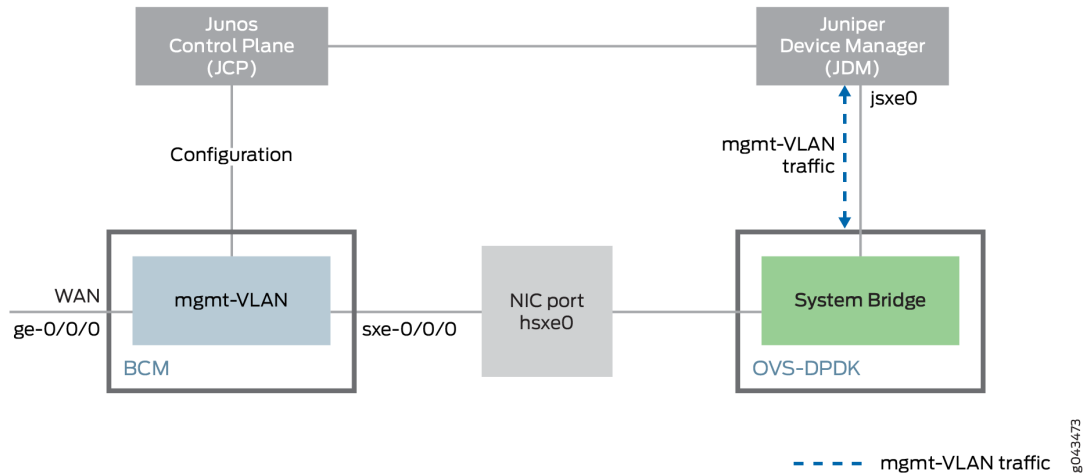 Junos
Control Plane
(JCP)
Juniper
Device Manager
(JDM)
jsxe0
Configuration
mgmt-VLAN
traffic
WAN
ge-0/0/0
mgmt-VLAN
BCM
sxe-0/0/0
NIC port
hsxe0
System Bridge
OVS-DPDK
mgmt-VLAN traffic
g043473